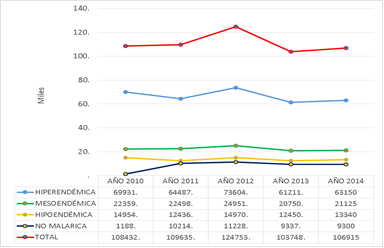 140.
120.
100.
80.
60.
40.
20.
.
Miles
AÑO 2010 AÑO 2011 AÑO 2012 AÑO 2013 AÑO 2014
HIPERENDÉMICA 69931. 64487. 73604. 61211. 63150
MESOENDÉMICA 22359. 22498. 24951. 20750. 21125
HIPOENDÉMICA 14954. 12436. 14970. 12450. 13340
NO MALARICA 1188. 10214. 11228. 9337. 9300
TOTAL 108432. 109635. 124753. 103748. 106915